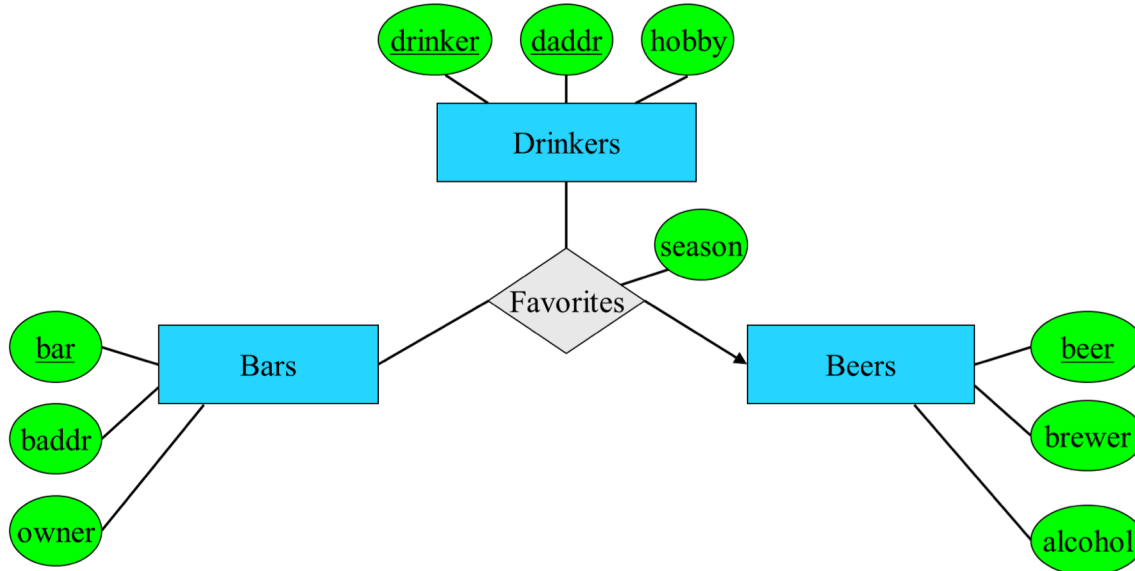 drinker
daddr
hobby
Drinkers
season
Favorites
bar
Bars
Beers
beer
baddr
brewer
owner
alcohol